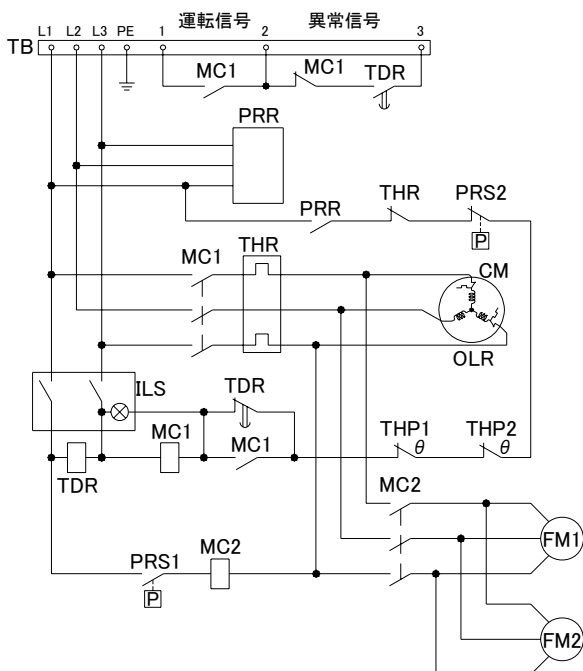 運転信号 異常信号
L1 L2 L3 PE 1 2 3
TB
MC1 MC1 TDR
PRR
THR PRS2
PRR
P
MC1 THR
CM
OLR
ILS
TDR
MC1 MC1 THP1 THP2
θ θ
TDR
MC2
PRS1 MC2
P
FM1
FM2